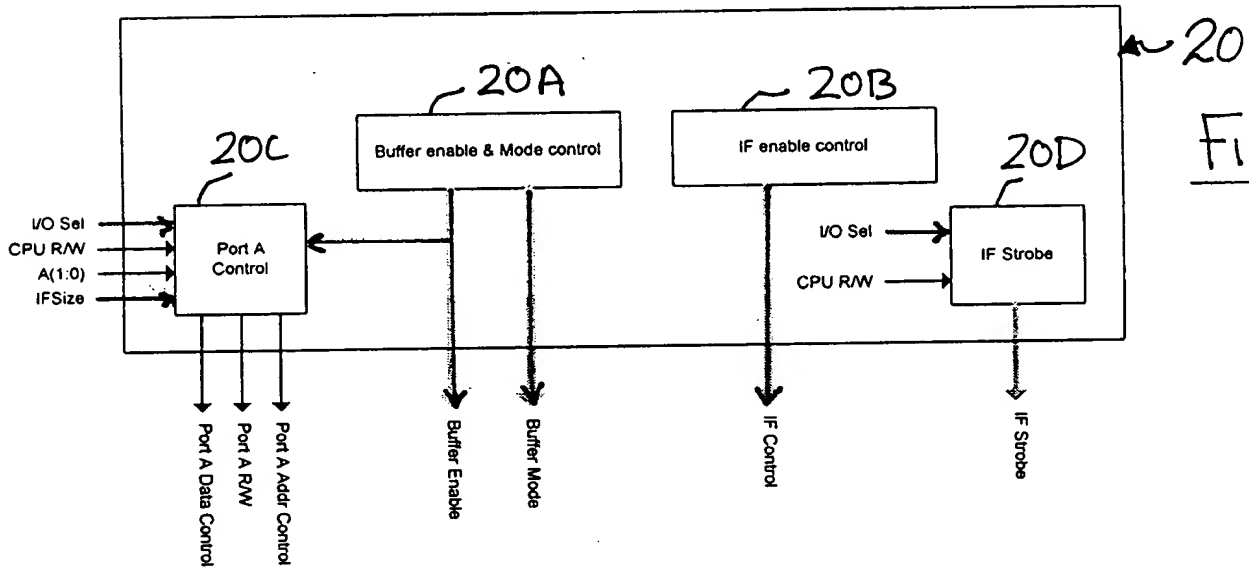 20
FI
20A
20B
20C
20D
Buffer enable & Mode control
IF enable control
I/O Sel
CPU R/W
A(1:0)
IFSize
Port A
Control
I/O Sel
CPU R/W
IF Strobe
Port A Data Control
Port A R/W
Port A Addr Control
Buffer Enable
Buffer Mode
IF Control
IF Strobe